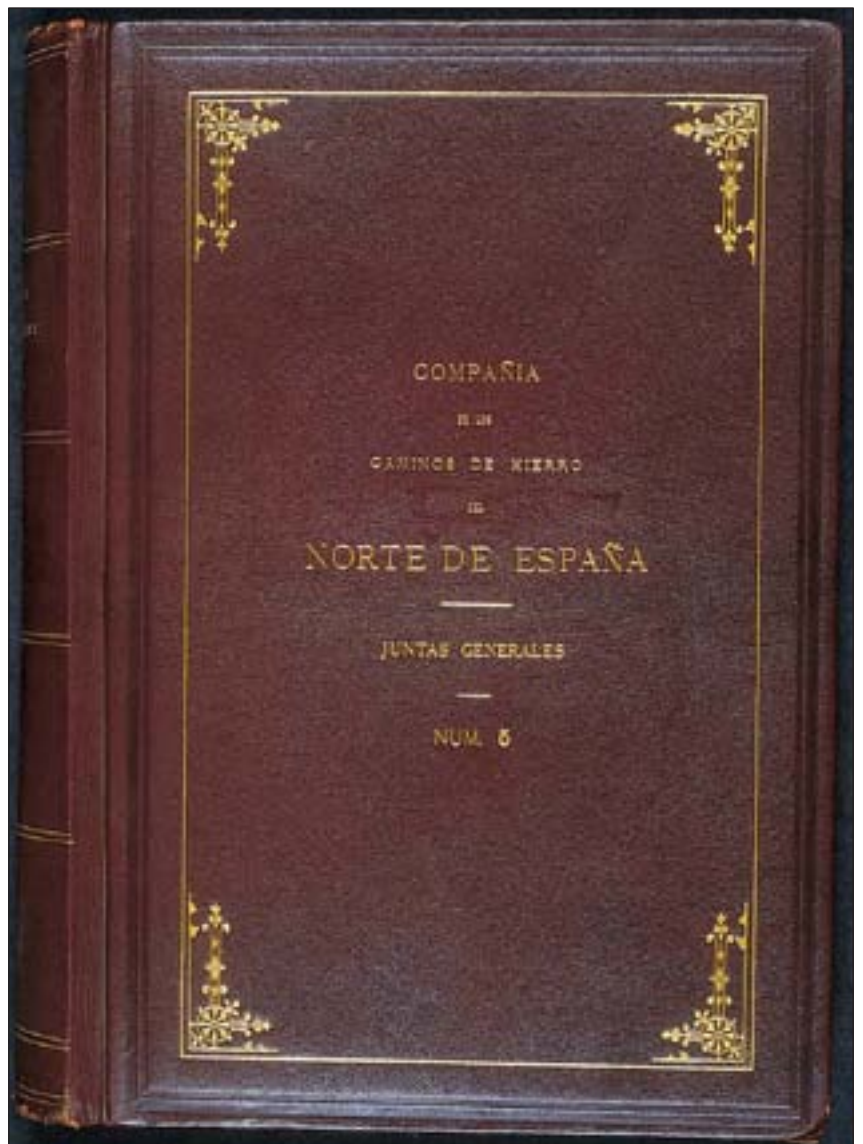 COMPAÑIA
DE LOS
CAMINOS DE HIERRO
DEL
NORTE DE ESPAÑA
JUNTAS GENERALES
NUM. 5